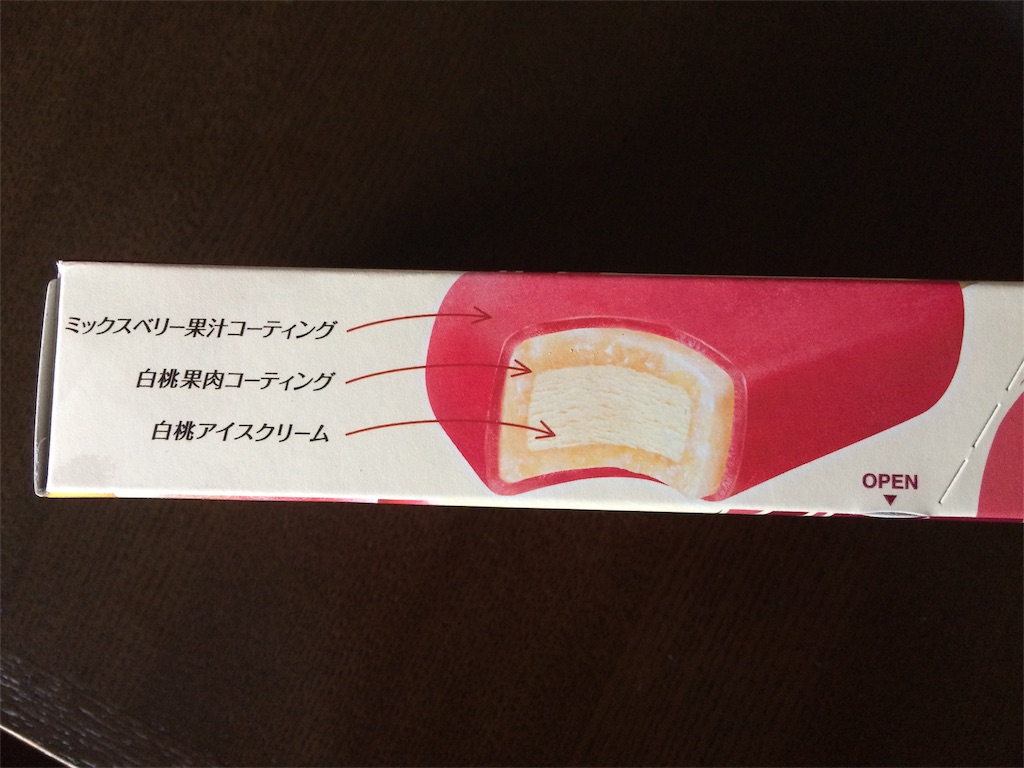 ミックスベリー果汁コーティング
白桃果肉コーティング
白桃アイスクリーム
OPEN